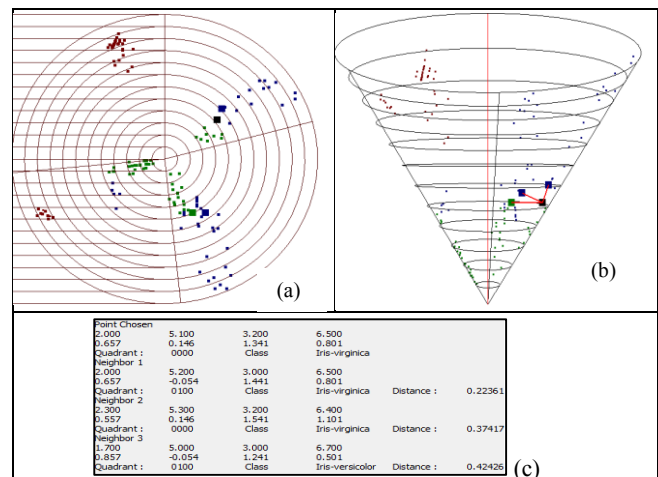 (a)
(b)
Point Chosen
2.000 5.100 3.200 6.500
0.657 0.146 1.341 0.801
Quadrant : 0000 Class Iris-virginica
Neighbor 1
2.000 5.200 3.000 6.500
0.657 -0.054 1.441 0.801
Quadrant : 0100 Class Iris-virginica Distance : 0.22361
Neighbor 2
2.300 5.300 3.200 6.400
0.557 0.146 1.541 1.101
Quadrant : 0000 Class Iris-virginica Distance : 0.37417
Neighbor 3
1.700 5.000 3.000 6.700
0.857 -0.054 1.241 0.501
Quadrant : 0100 Class Iris-versicolor Distance : 0.42426
(c)